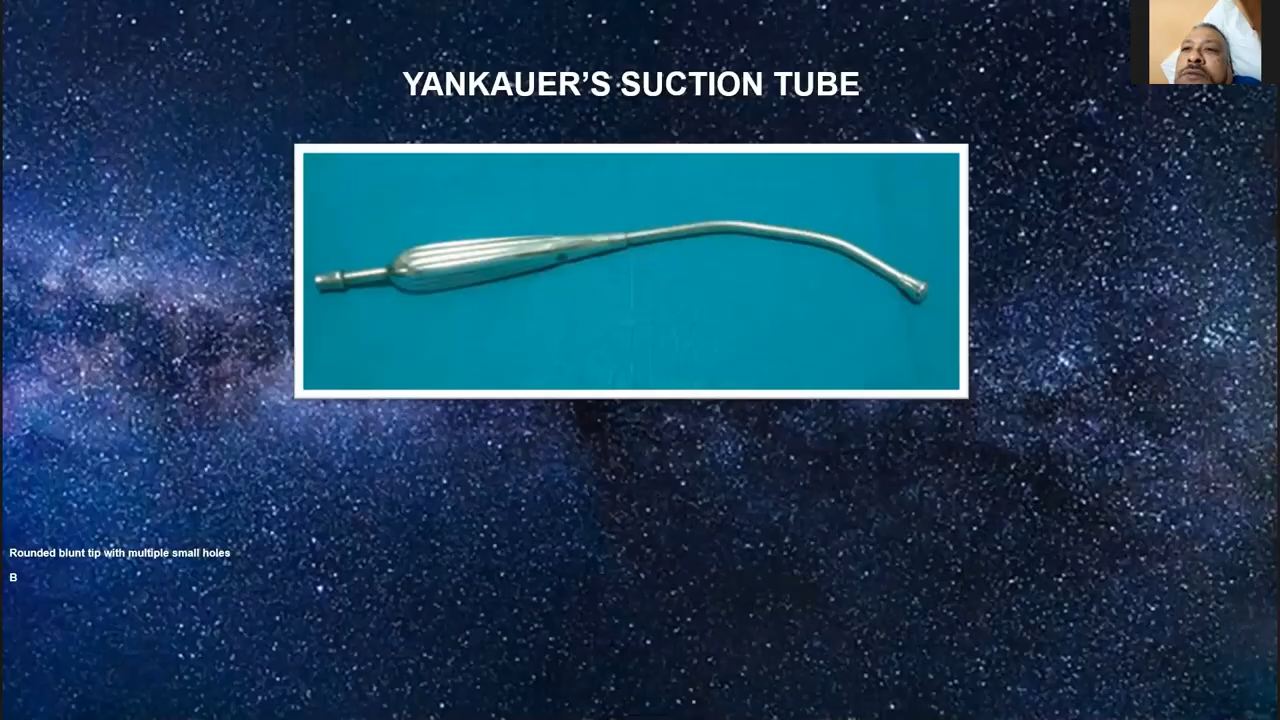 YANKAUER’S SUCTION TUBE
Rounded blunt tip with multiple small holes
B